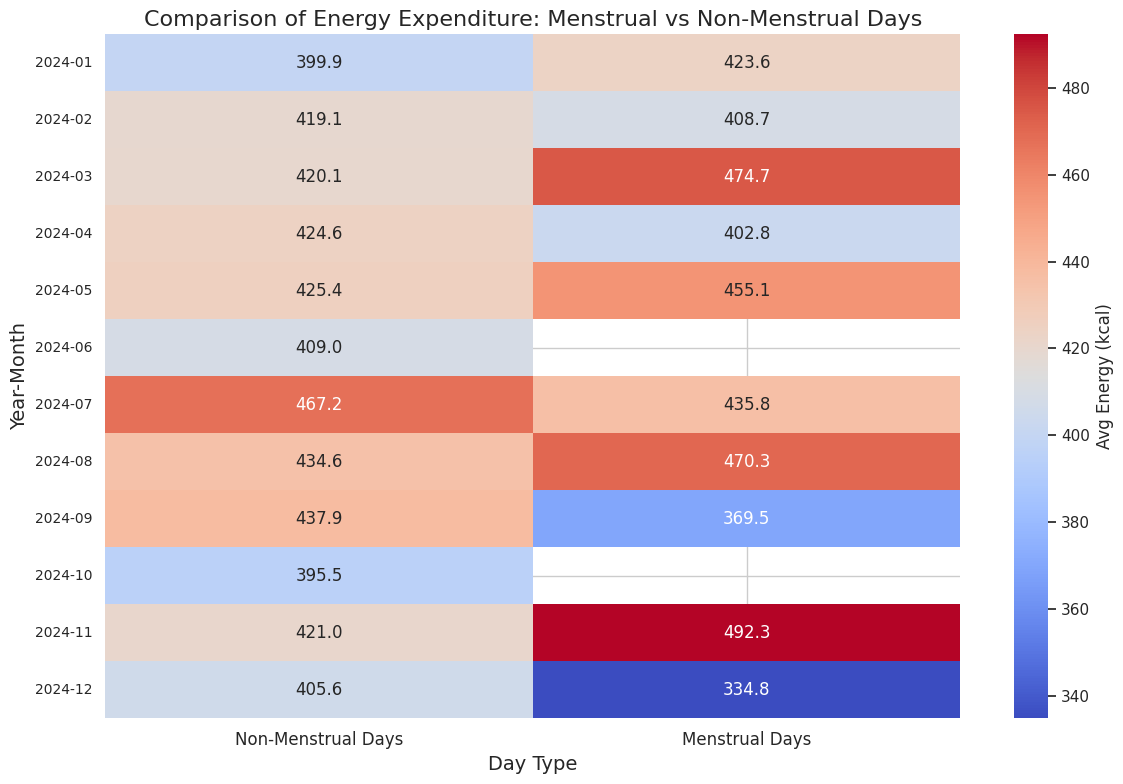 Comparison of Energy Expenditure: Menstrual vs Non-Menstrual Days
2024-01 399.9 423.6
2024-02 419.1 408.7
2024-03 420.1 474.7
2024-04 424.6 402.8
2024-05 425.4 455.1
2024-06 409.0
2024-07 467.2 435.8
2024-08 434.6 470.3
2024-09 437.9 369.5
2024-10 395.5
2024-11 421.0 492.3
2024-12 405.6 334.8
Year-Month
Non-Menstrual Days Menstrual Days
Day Type
480
460
440
420
400
380
360
340
Avg Energy (kcal)